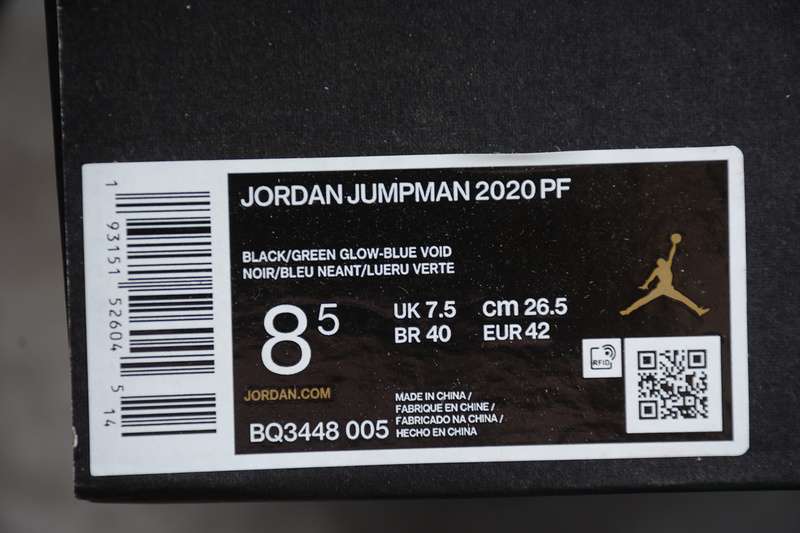 JORDAN JUMPMAN 2020 PF
BLACK/GREEN GLOW-BLUE VOID
NOIR/BLEU NEANT/LUERU VERTE
8 5
UK 7.5 cm 26.5
BR 40 EUR 42
RFID
JORDAN.COM
BQ3448 005
MADE IN CHINA /
FABRIQUE EN CHINE /
FABRICADO NA CHINA /
HECHO EN CHINA
1 93151 52604 5 14